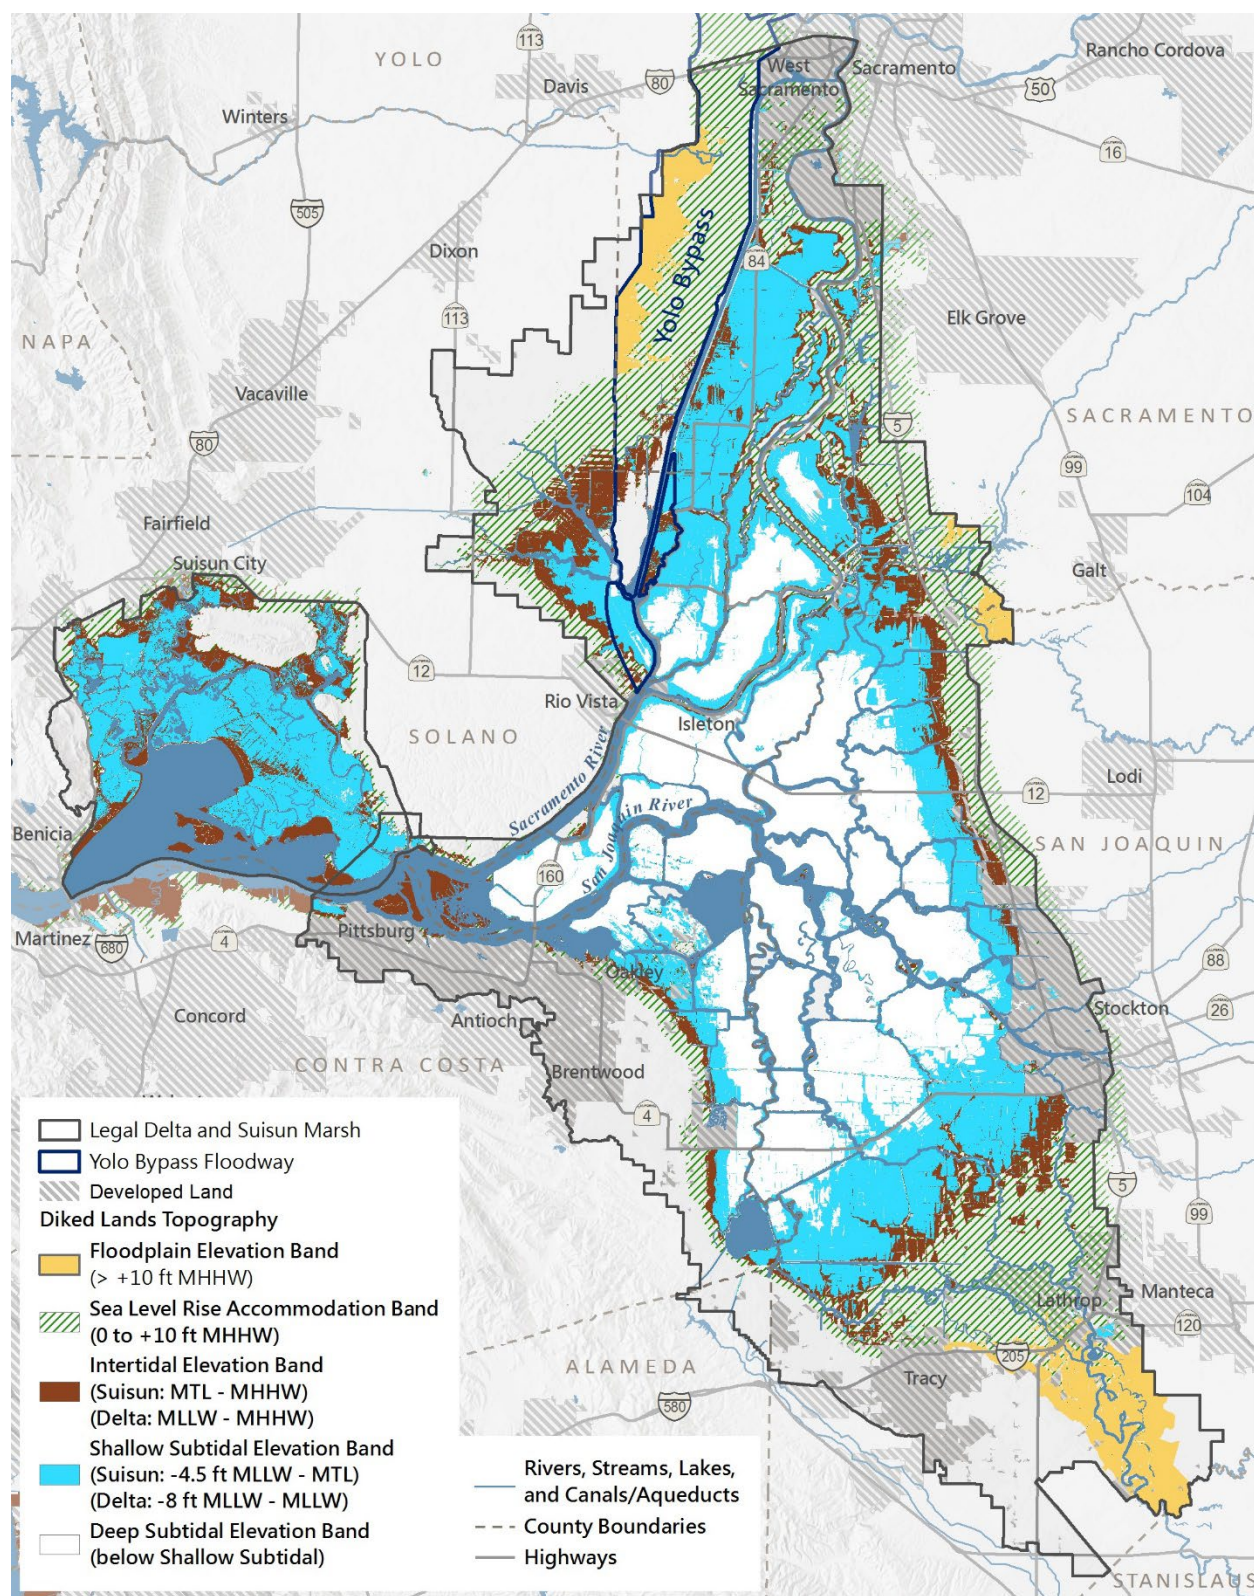 113
YOLO
Rancho Cordova
West
Sacramento
Sacramento
Davis
80
50
Winters
16
505
Yolo Bypass
Dixon
84
113
Elk Grove
NAPA
Vacaville
SACRAMENTO
5
80
99
104
Fairfield
Suisun City
Galt
12
Rio Vista
Isleton
SOLANO
Sacramento River
Lodi
12
Benicia
San Joaquin River
SAN JOAQUIN
160
Martinez
680
4
Pittsburg
88
Oakley
Concord
Antioch
Stockton
26
CONTRA COSTA
Brentwood
4
5
99
Manteca
Lathrop
120
205
ALAMEDA
Tracy
580
STANISLAUS
Legal Delta and Suisun Marsh
Yolo Bypass Floodway
Developed Land
Diked Lands Topography
Floodplain Elevation Band
(> +10 ft MHHW)
Sea Level Rise Accommodation Band
(0 to +10 ft MHHW)
Intertidal Elevation Band
(Suisun: MTL - MHHW)
(Delta: MLLW - MHHW)
Shallow Subtidal Elevation Band
(Suisun: -4.5 ft MLLW - MTL)
(Delta: -8 ft MLLW - MLLW)
Deep Subtidal Elevation Band
(below Shallow Subtidal)
Rivers, Streams, Lakes,
and Canals/Aqueducts
County Boundaries
Highways